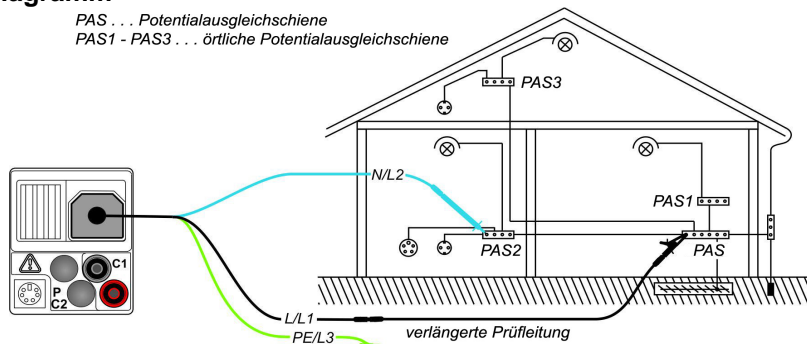 PAS . . . Potentialausgleichschiene
PAS1 - PAS3 . . . örtliche Potentialausgleichschiene
PAS3
N/L2
PAS1
C1
PAS2
PAS
P
C2
L/L1
verlängerte Prüfleitung
PE/L3